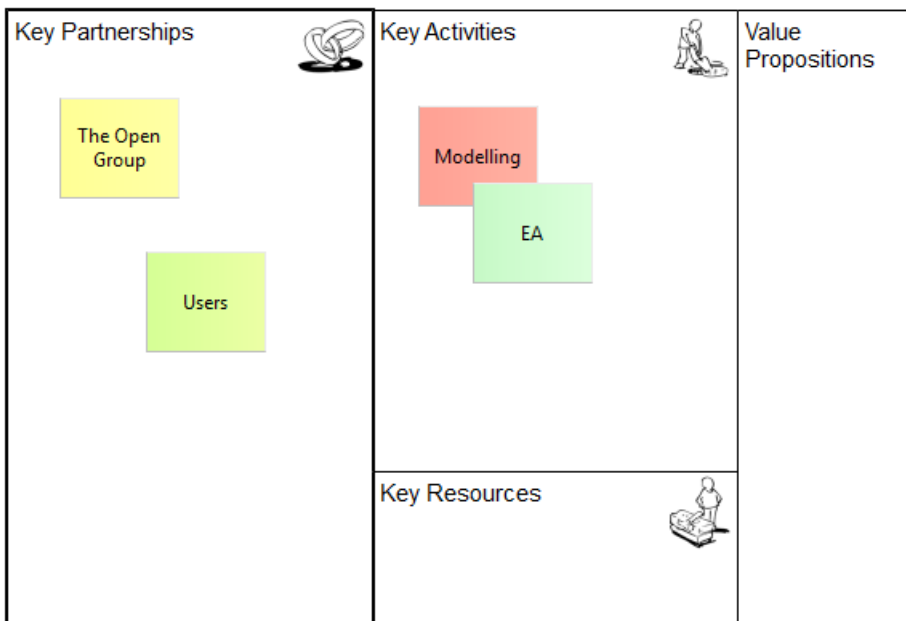 Key Partnerships
The Open
Group
Users
Key Activities
Modelling
EA
Key Resources
Value
Propositions